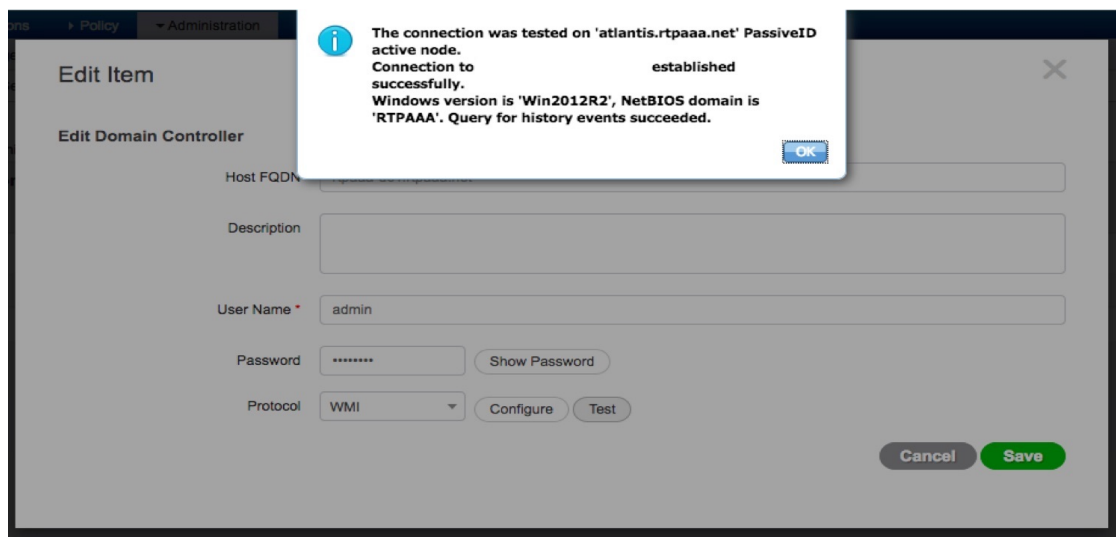 ons Policy Administration
The connection was tested on 'atlantis.rtpaaa.net' PassiveID
active node.
Connection to established
successfully.
Windows version is 'Win2012R2', NetBIOS domain is
'RTPAAA'. Query for history events succeeded.
OK
Edit Item
Edit Domain Controller
Host FQDN
Description
User Name * admin
Password •••••••• Show Password
Protocol WMI Configure Test
Cancel Save